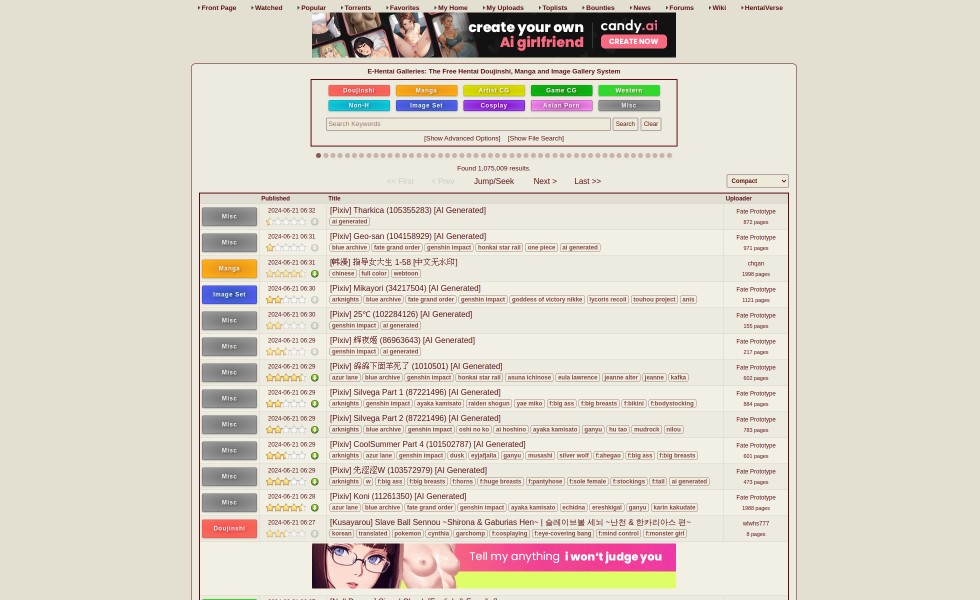 Front Page Watched Popular Torrents Favorites My Home My Uploads Toplists Bounties News Forums Wiki HentaiVerse
create your own
Ai girlfriend
candy.ai
CREATE NOW
E-Hentai Galleries: The Free Hentai Doujinshi, Manga and Image Gallery System
Doujinshi Manga Artist CG Game CG Western
Non-H Image Set Cosplay Asian Porn Misc
Search Keywords Search Clear
[Show Advanced Options] [Show File Search]
Found 1,075,009 results.
<< First < Prev Jump/Seek Next > Last >> Compact
Published Title Uploader
Misc 2024-06-21 06:32 [Pixiv] Tharkica (105355283) [AI Generated] Fate Prototype
ai generated 872 pages
Misc 2024-06-21 06:31 [Pixiv] Geo-san (104158929) [AI Generated] Fate Prototype
blue archive fate grand order genshin impact honkai star rail one piece ai generated 971 pages
Manga 2024-06-21 06:31 [韩漫] 指导女大生 1-58 [中文无水印] chqan
chinese full color webtoon 1998 pages
Image Set 2024-06-21 06:30 [Pixiv] Mikayori (34217504) [AI Generated] Fate Prototype
arknights blue archive fate grand order genshin impact goddess of victory nikke lycoris recoil touhou project anis 1121 pages
Misc 2024-06-21 06:30 [Pixiv] 25℃ (102284126) [AI Generated] Fate Prototype
genshin impact ai generated 155 pages
Misc 2024-06-21 06:29 [Pixiv] 辉夜姬 (86963643) [AI Generated] Fate Prototype
genshin impact ai generated 217 pages
Misc 2024-06-21 06:29 [Pixiv] (1010501) [AI Generated] Fate Prototype
azur lane blue archive genshin impact honkai star rail asuna ichinose eula lawrence jeanne alter jeanne kafka 602 pages
Misc 2024-06-21 06:29 [Pixiv] Silvega Part 1 (87221496) [AI Generated] Fate Prototype
arknights genshin impact ayaka kamisato raiden shogun yae miko f:big ass f:big breasts f:bikini f:bodystocking 884 pages
Misc 2024-06-21 06:29 [Pixiv] Silvega Part 2 (87221496) [AI Generated] Fate Prototype
arknights blue archive genshin impact oshi no ko ai hoshino ayaka kamisato ganyu hu tao mudrock nilou 783 pages
Misc 2024-06-21 06:29 [Pixiv] CoolSummer Part 4 (101502787) [AI Generated] Fate Prototype
arknights azur lane genshin impact dusk eyjafjalla ganyu musashi silver wolf f:ahegao f:big ass f:big breasts 601 pages
Misc 2024-06-21 06:29 [Pixiv] (103572979) [AI Generated] Fate Prototype
arknights w f:big ass f:big breasts f:horns f:huge breasts f:pantyhose f:sole female f:stockings f:tail ai generated 473 pages
Misc 2024-06-21 06:28 [Pixiv] Koni (11261350) [AI Generated] Fate Prototype
azur lane blue archive fate grand order genshin impact ayaka kamisato echidna ereshkigal ganyu karin kakudate 1988 pages
Doujinshi 2024-06-21 06:27 [Kusayarou] Slave Ball Sennou ~Shirona & Gaburias Hen~ | 슬레이브볼 세뇌 ~난천 & 한카리아스 편~ wiwhs777
korean translated pokemon cynthia garchomp f:cosplaying f:eye-covering bang f:mind control f:monster girl 8 pages
Tell my anything i won't judge you